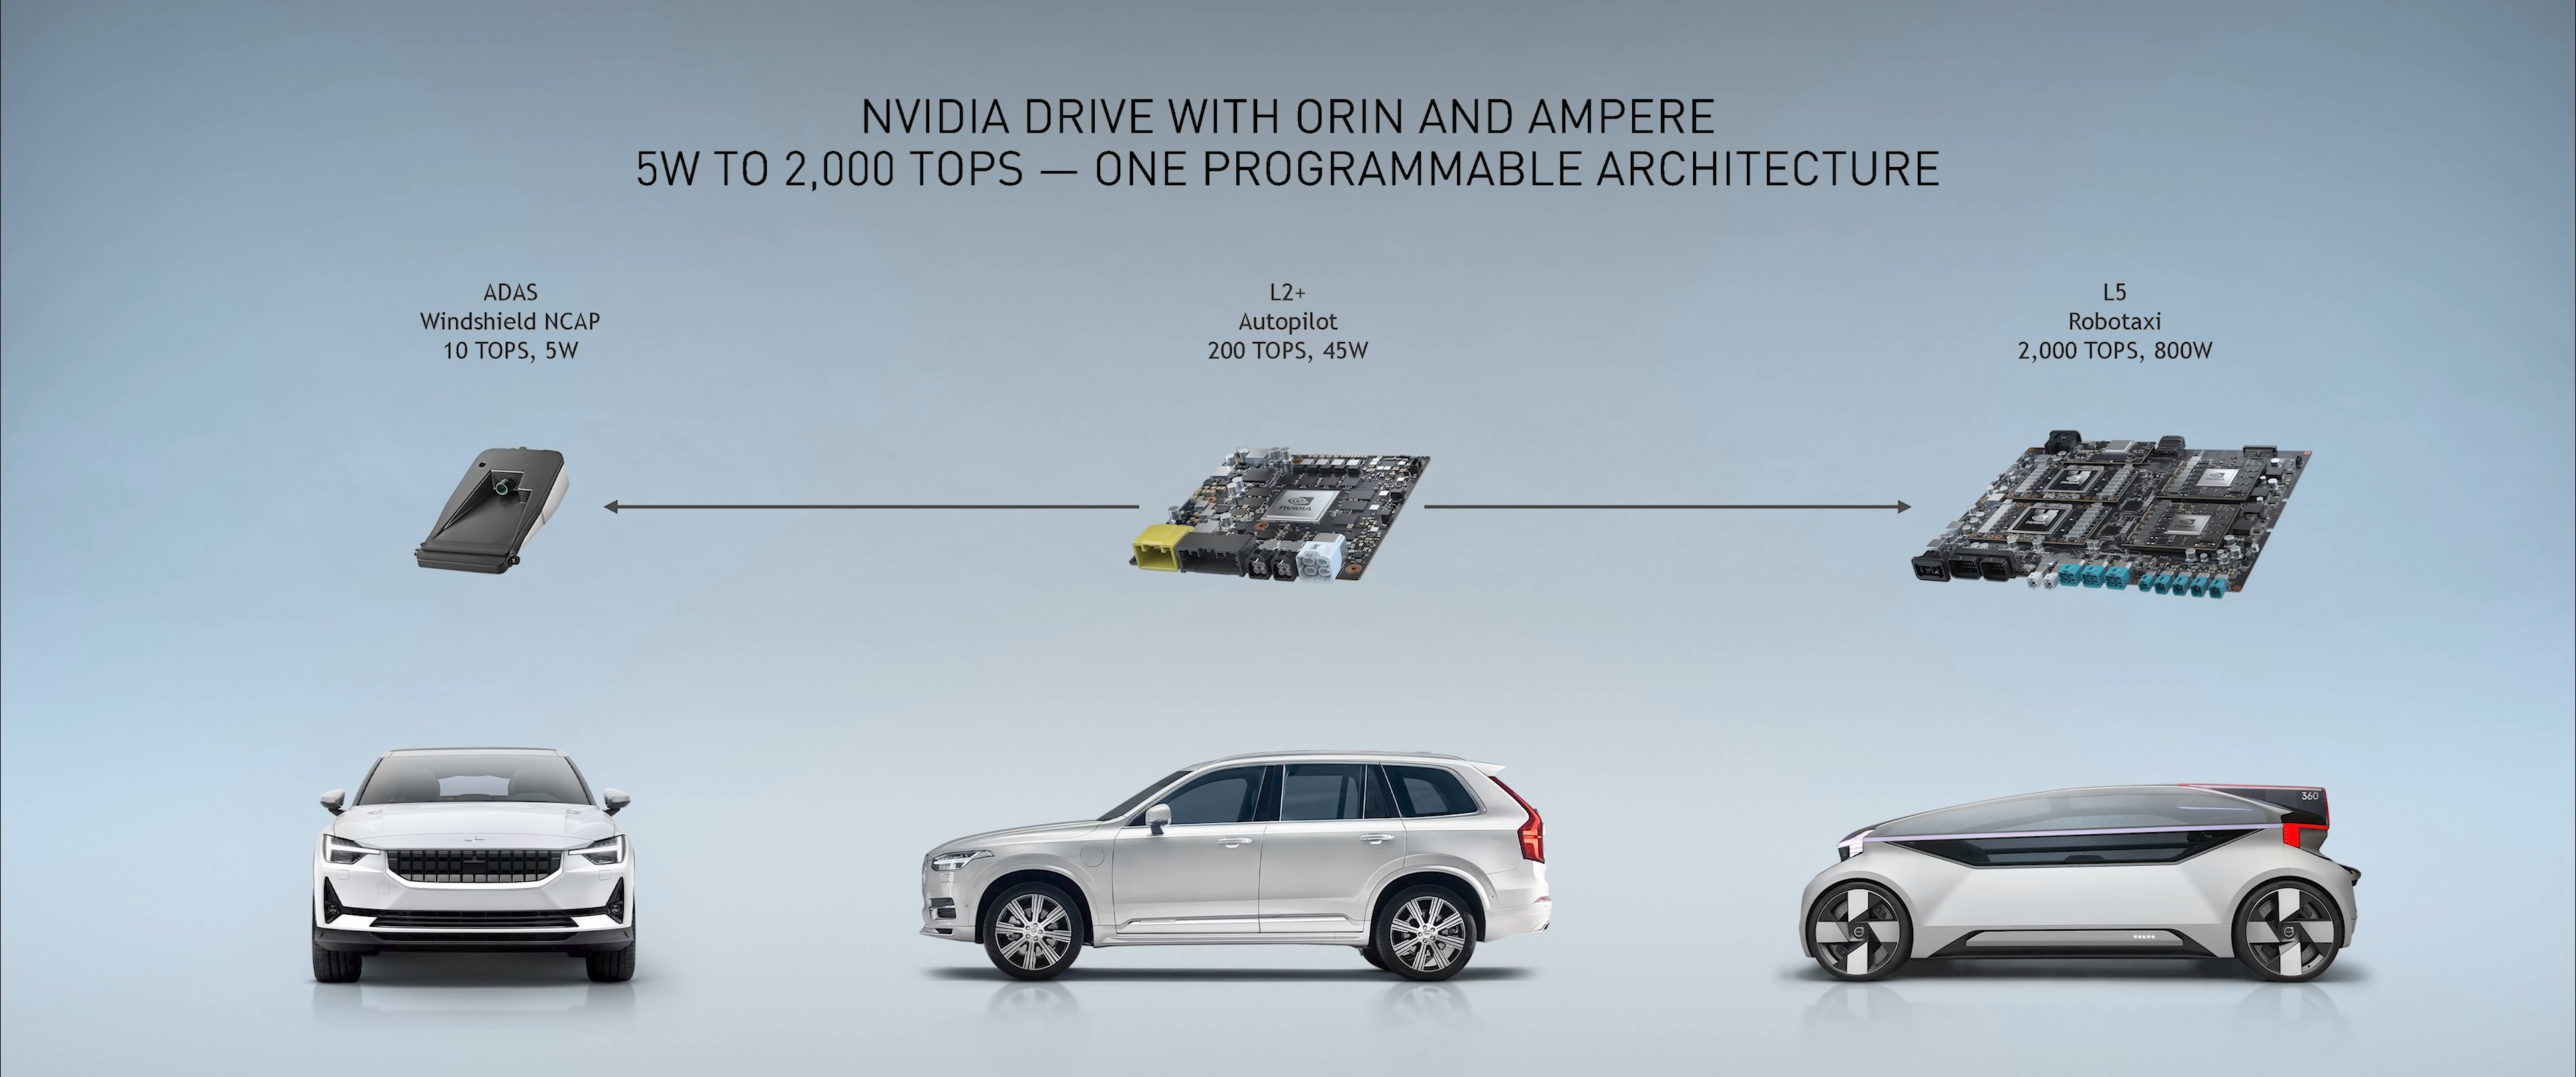 NVIDIA DRIVE WITH ORIN AND AMPERE
5W TO 2,000 TOPS — ONE PROGRAMMABLE ARCHITECTURE
ADAS
Windshield NCAP
10 TOPS, 5W
L2+
Autopilot
200 TOPS, 45W
L5
Robotaxi
2,000 TOPS, 800W
NVIDIA
360
VOLVO